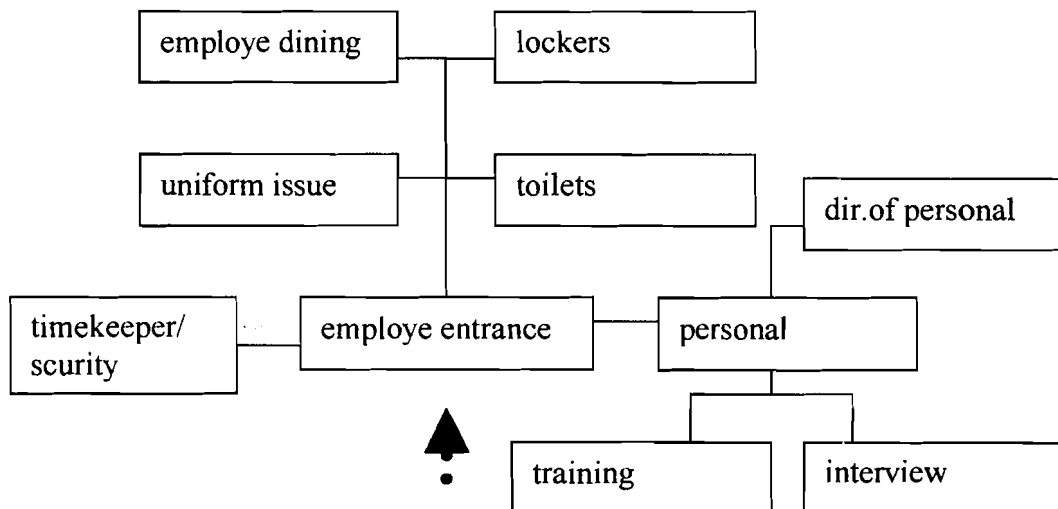 employe dining
lockers
uniform issue
toilets
dir.of personal
timekeeper/
scurity
employe entrance
personal
training
interview